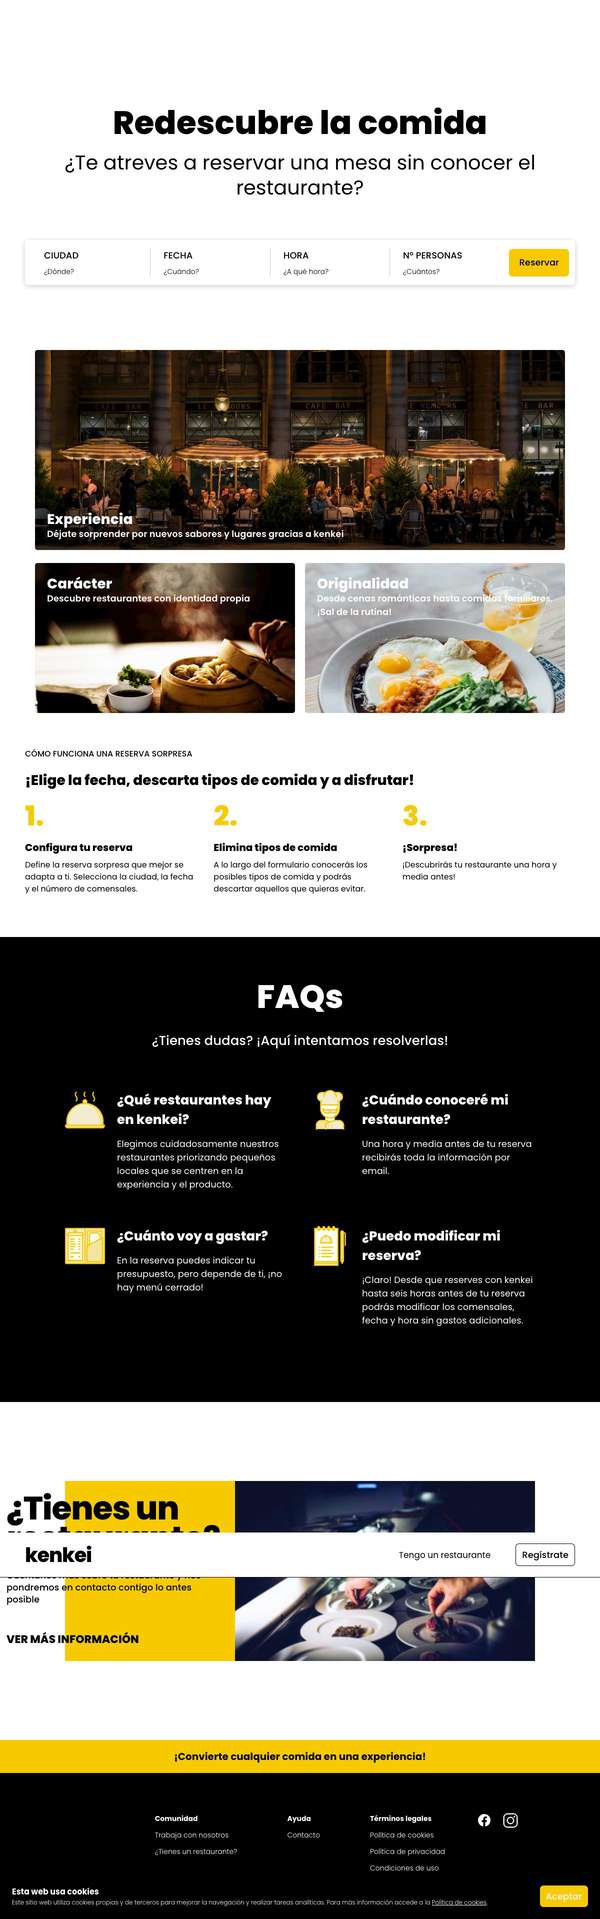 Redescubre la comida
¿Te atreves a reservar una mesa sin conocer el
restaurante?
CIUDAD
¿Dónde?
FECHA
¿Cuándo?
HORA
¿A qué hora?
Nº PERSONAS
¿Cuántos?
Reservar
CAFE BAR
CAFE BAR
Experiencia
Déjate sorprender por nuevos sabores y lugares gracias a kenkei
Carácter
Descubre restaurantes con identidad propia
Originalidad
Desde cenas románticas hasta comidas familiares.
¡Sal de la rutina!
CÓMO FUNCIONA UNA RESERVA SORPRESA
¡Elige la fecha, descarta tipos de comida y a disfrutar!
1.
Configura tu reserva
Define la reserva sorpresa que mejor se
adapta a ti. Selecciona la ciudad, la fecha
y el número de comensales.
2.
Elimina tipos de comida
A lo largo del formulario conocerás los
posibles tipos de comida y podrás
descartar aquellos que quieras evitar.
3.
¡Sorpresa!
¡Descubrirás tu restaurante una hora y
media antes!
FAQs
¿Tienes dudas? ¡Aquí intentamos resolverlas!
¿Qué restaurantes hay
en kenkei?
Elegimos cuidadosamente nuestros
restaurantes priorizando pequeños
locales que se centren en la
experiencia y el producto.
¿Cuándo conoceré mi
restaurante?
Una hora y media antes de tu reserva
recibirás toda la información por
email.
¿Cuánto voy a gastar?
En la reserva puedes indicar tu
presupuesto, pero depende de ti, ¡no
hay menú cerrado!
¿Puedo modificar mi
reserva?
¡Claro! Desde que reserves con kenkei
hasta seis horas antes de tu reserva
podrás modificar los comensales,
fecha y hora sin gastos adicionales.
¿Tienes un
kenkei
Tengo un restaurante
Regístrate
pondremos en contacto contigo lo antes
posible
VER MÁS INFORMACIÓN
¡Convierte cualquier comida en una experiencia!
Comunidad
Trabaja con nosotros
¿Tienes un restaurante?
Ayuda
Contacto
Términos legales
Política de cookies
Política de privacidad
Condiciones de uso
Esta web usa cookies
Este sitio web utiliza cookies propias y de terceros para mejorar la navegación y realizar tareas analíticas. Para más información accede a la Política de cookies.
Aceptar